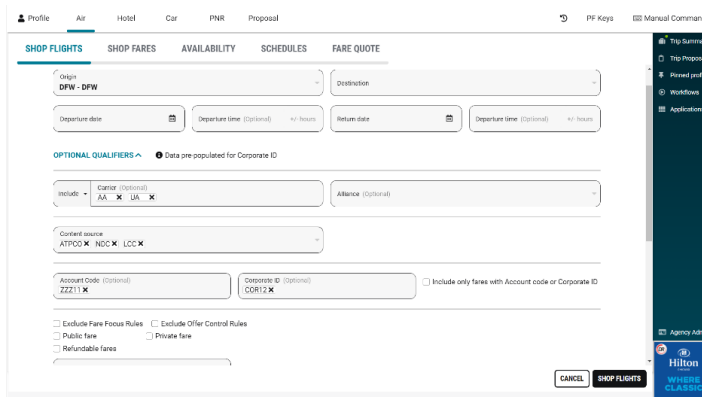 Profile Air Hotel Car PNR Proposal PF Keys Manual Comman
SHOP FLIGHTS SHOP FARES AVAILABILITY SCHEDULES FARE QUOTE
Trip Summa
Trip Propos
Pinned prof
Workflows
Application
Origin
DFW - DFW
Destination
Departure date Departure time (Optional) +/- hours Return date Departure time (Optional) +/- hours
OPTIONAL QUALIFIERS Data pre-populated for Corporate ID
Include Carrier (Optional)
AA X UA X
Alliance (Optional)
Content source
ATPCO X NDC X LCC X
Account Code (Optional)
ZZZ11 X
Corporate ID (Optional)
COR12 X
Include only fares with Account code or Corporate ID
Exclude Fare Focus Rules Exclude Offer Control Rules
Public fare Private fare
Refundable fares
CANCEL SHOP FLIGHTS
Agency Adm
Hilton
WHERE
CLASSIC